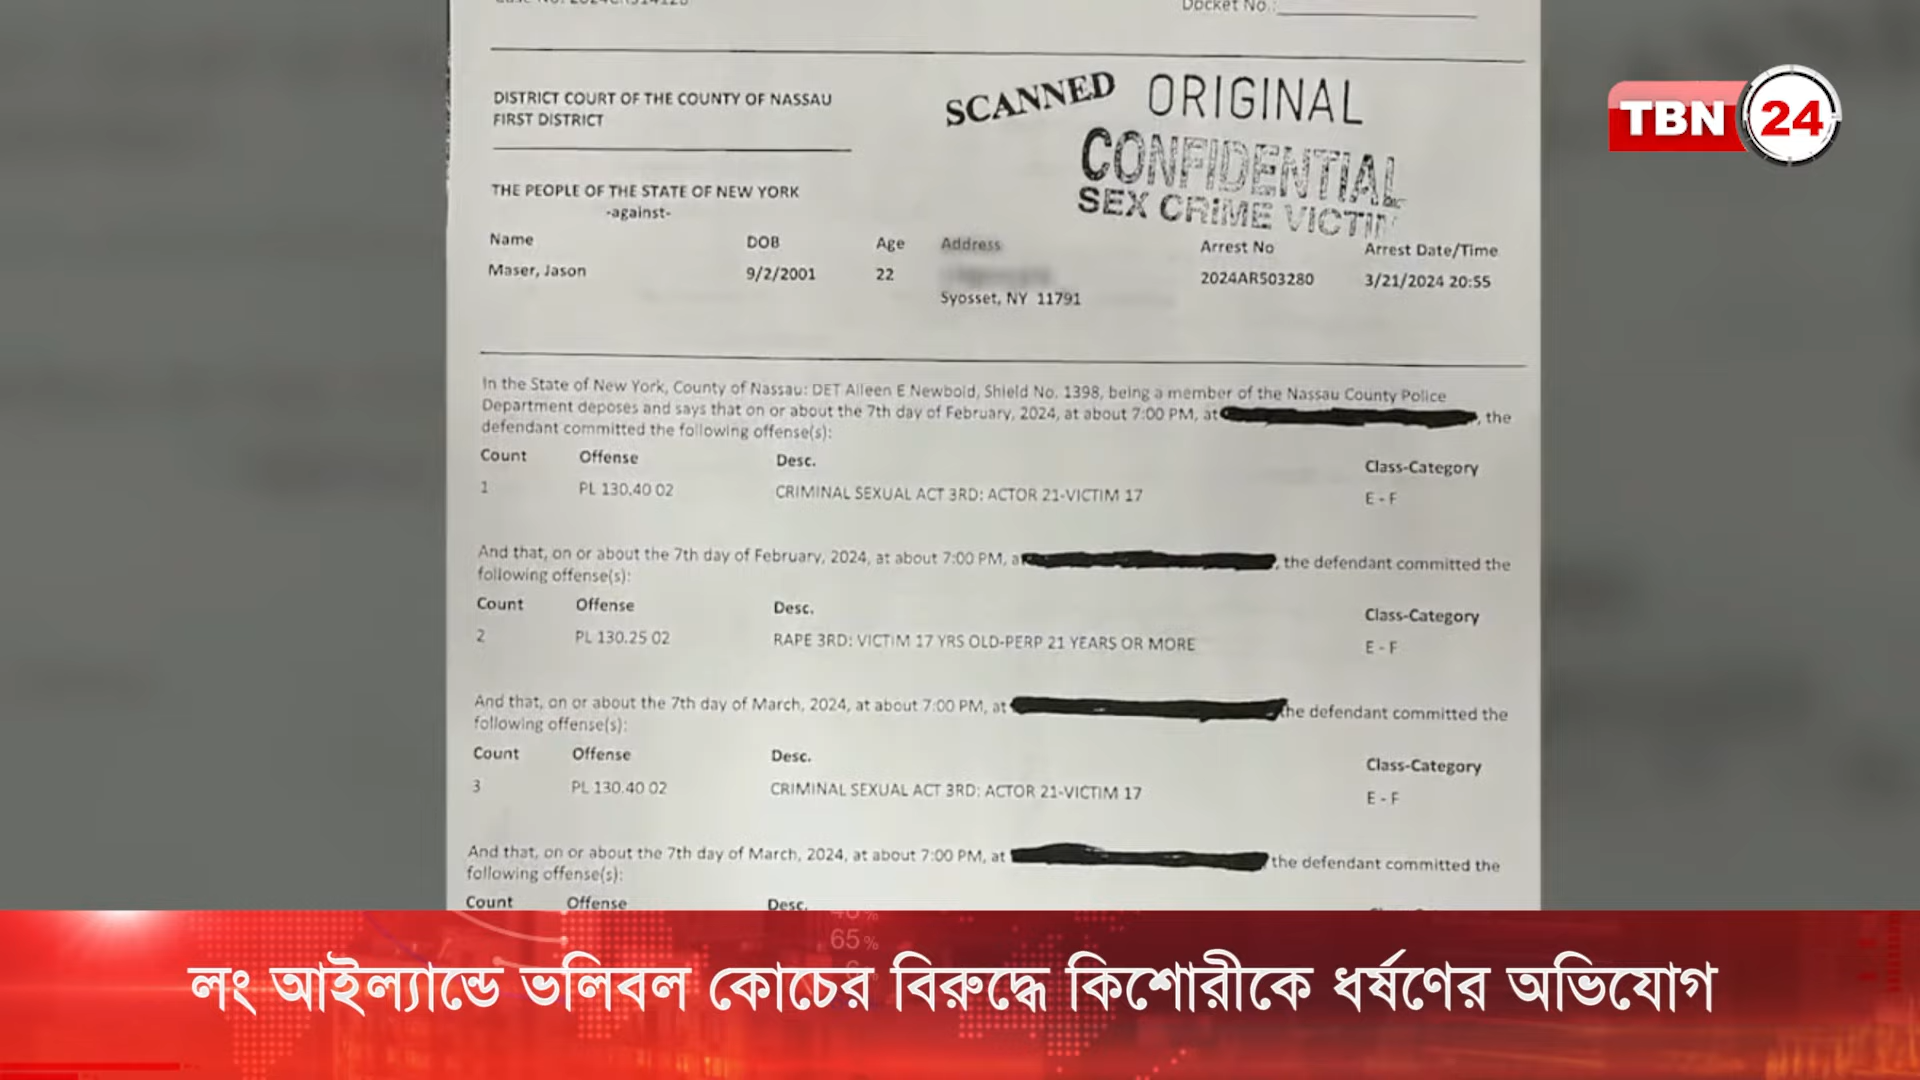 Docket No.:
DISTRICT COURT OF THE COUNTY OF NASSAU
FIRST DISTRICT
SCANNED ORIGINAL
CONFIDENTIAL
SEX CRIME VICTIM
TBN 24
THE PEOPLE OF THE STATE OF NEW YORK
-against-
Name DOB Age Address Arrest No Arrest Date/Time
Maser, Jason 9/2/2001 22 2024AR503280 3/21/2024 20:55
Syosset, NY 11791
In the State of New York, County of Nassau: DET Aileen E Newbold, Shield No. 1398, being a member of the Nassau County Police
Department deposes and says that on or about the 7th day of February, 2024, at about 7:00 PM, at , the
defendant committed the following offense(s):
Count Offense Desc. Class-Category
1 PL 130.40 02 CRIMINAL SEXUAL ACT 3RD: ACTOR 21-VICTIM 17 E - F
And that, on or about the 7th day of February, 2024, at about 7:00 PM, a , the defendant committed the
following offense(s):
Count Offense Desc. Class-Category
2 PL 130.25 02 RAPE 3RD: VICTIM 17 YRS OLD-PERP 21 YEARS OR MORE E - F
And that, on or about the 7th day of March, 2024, at about 7:00 PM, at the defendant committed the
following offense(s):
Count Offense Desc. Class-Category
3 PL 130.40 02 CRIMINAL SEXUAL ACT 3RD: ACTOR 21-VICTIM 17 E - F
And that, on or about the 7th day of March, 2024, at about 7:00 PM, at the defendant committed the
following offense(s):
Count Offense Desc.
65%
লং আইল্যান্ডে ভলিবল কোচের বিরুদ্ধে কিশোরীকে ধর্ষণের অভিযোগ